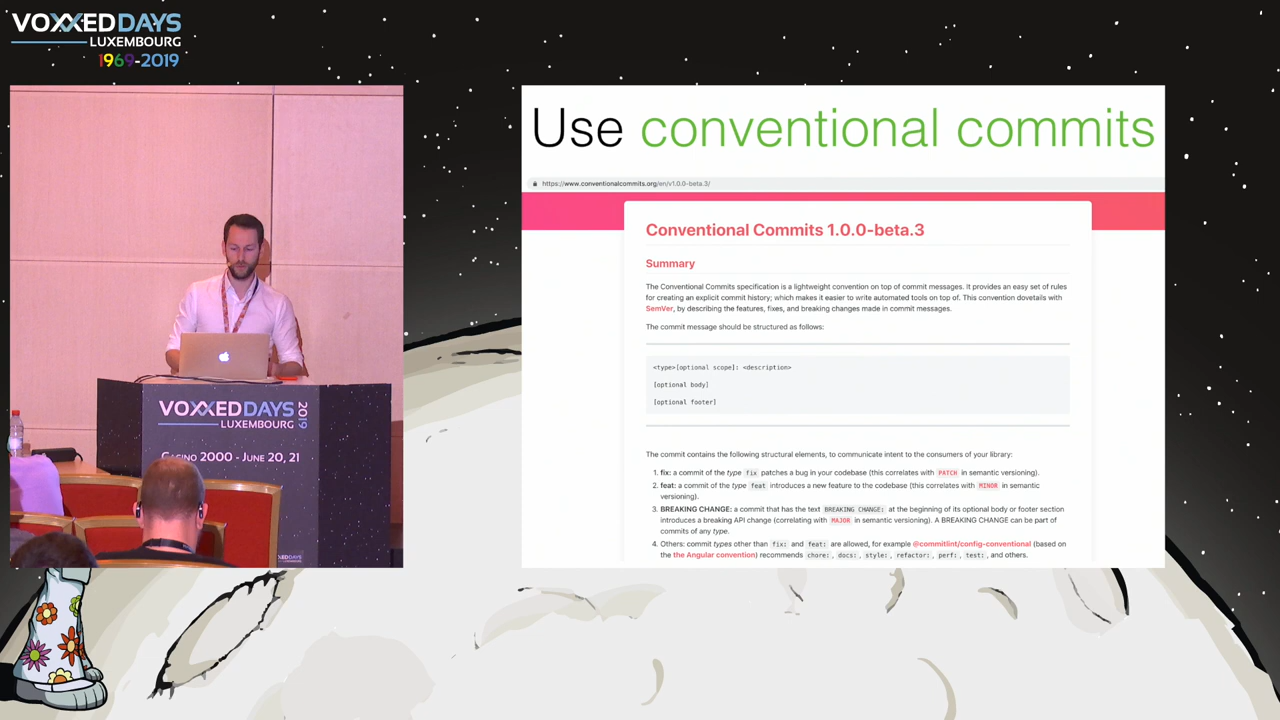 VOXXED DAYS
LUXEMBOURG
1969-2019
Use conventional commits
https://www.conventionalcommits.org/en/v1.0.0-beta.3/
Conventional Commits 1.0.0-beta.3
Summary
The Conventional Commits specification is a lightweight convention on top of commit messages. It provides an easy set of rules
for creating an explicit commit history; which makes it easier to write automated tools on top of. This convention dovetails with
SemVer, by describing the features, fixes, and breaking changes made in commit messages.
The commit message should be structured as follows:
<type>[optional scope]: <description>
[optional body]
[optional footer]
The commit contains the following structural elements, to communicate intent to the consumers of your library:
1. fix: a commit of the type fix patches a bug in your codebase (this correlates with PATCH in semantic versioning).
2. feat: a commit of the type feat introduces a new feature to the codebase (this correlates with MINOR in semantic
versioning).
3. BREAKING CHANGE: a commit that has the text BREAKING CHANGE: at the beginning of its optional body or footer section
introduces a breaking API change (correlating with MAJOR in semantic versioning). A BREAKING CHANGE can be part of
commits of any type.
4. Others: commit types other than fix: and feat: are allowed, for example @commitlint/config-conventional (based on
the the Angular convention) recommends chore:, docs:, style:, refactor:, perf:, test:, and others.
VOXXED DAYS 2019
LUXEMBOURG
CASINO 2000 - JUNE 20, 21